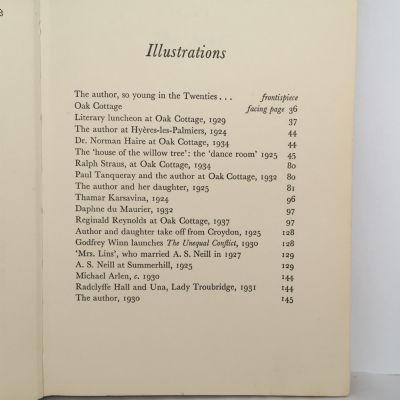 Illustrations
The author, so young in the Twenties . . . frontispiece
Oak Cottage facing page 36
Literary luncheon at Oak Cottage, 1929 37
The author at Hyères-les-Palmiers, 1924 44
Dr. Norman Haire at Oak Cottage, 1934 44
The 'house of the willow tree': the 'dance room' 1925 45
Ralph Straus, at Oak Cottage, 1934 80
Paul Tanqueray and the author at Oak Cottage, 1932 80
The author and her daughter, 1925 81
Thamar Karsavina, 1924 96
Daphne du Maurier, 1932 97
Reginald Reynolds at Oak Cottage, 1937 97
Author and daughter take off from Croydon, 1925 128
Godfrey Winn launches The Unequal Conflict, 1930 128
'Mrs. Lins', who married A. S. Neill in 1927 129
A. S. Neill at Summerhill, 1925 129
Michael Arlen, c. 1930 144
Radclyffe Hall and Una, Lady Troubridge, 1931 144
The author, 1930 145